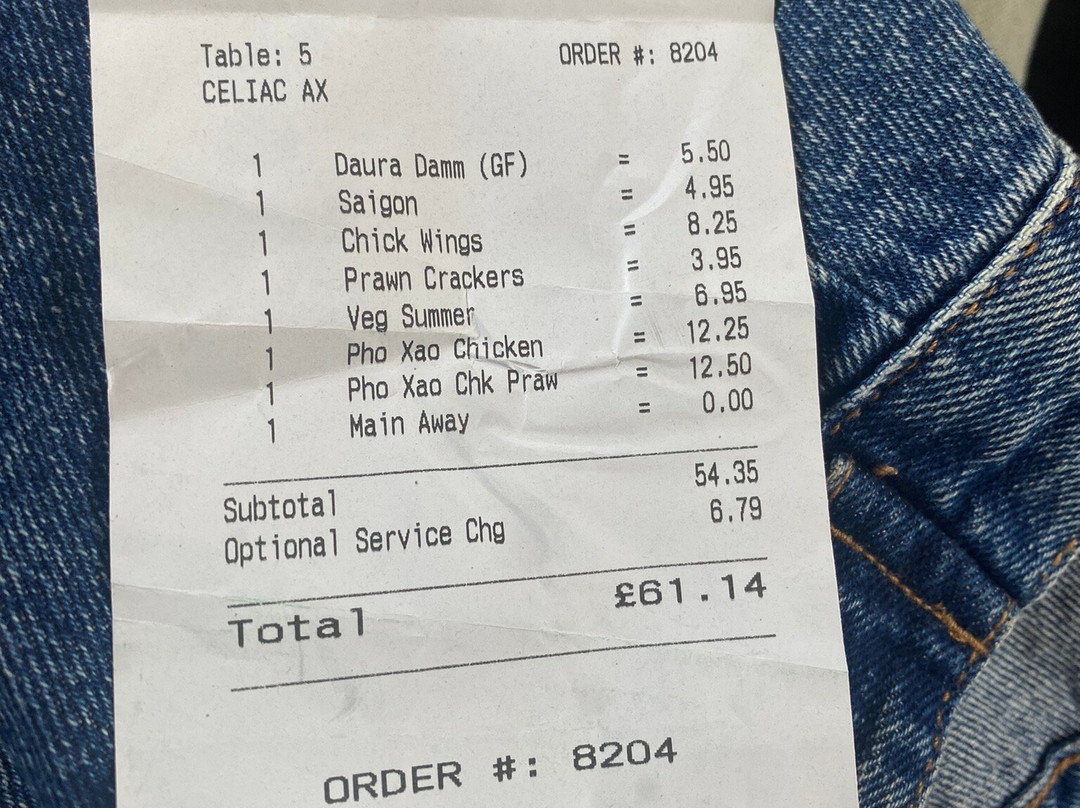 Table: 5 ORDER #: 8204
CELIAC AX
1 Daura Damm (GF) = 5.50
1 Saigon = 4.95
1 Chick Wings = 8.25
1 Prawn Crackers = 3.95
1 Veg Summer = 6.95
1 Pho Xao Chicken = 12.25
1 Pho Xao Chk Praw = 12.50
1 Main Away = 0.00
Subtotal 54.35
Optional Service Chg 6.79
Total £61.14
ORDER #: 8204